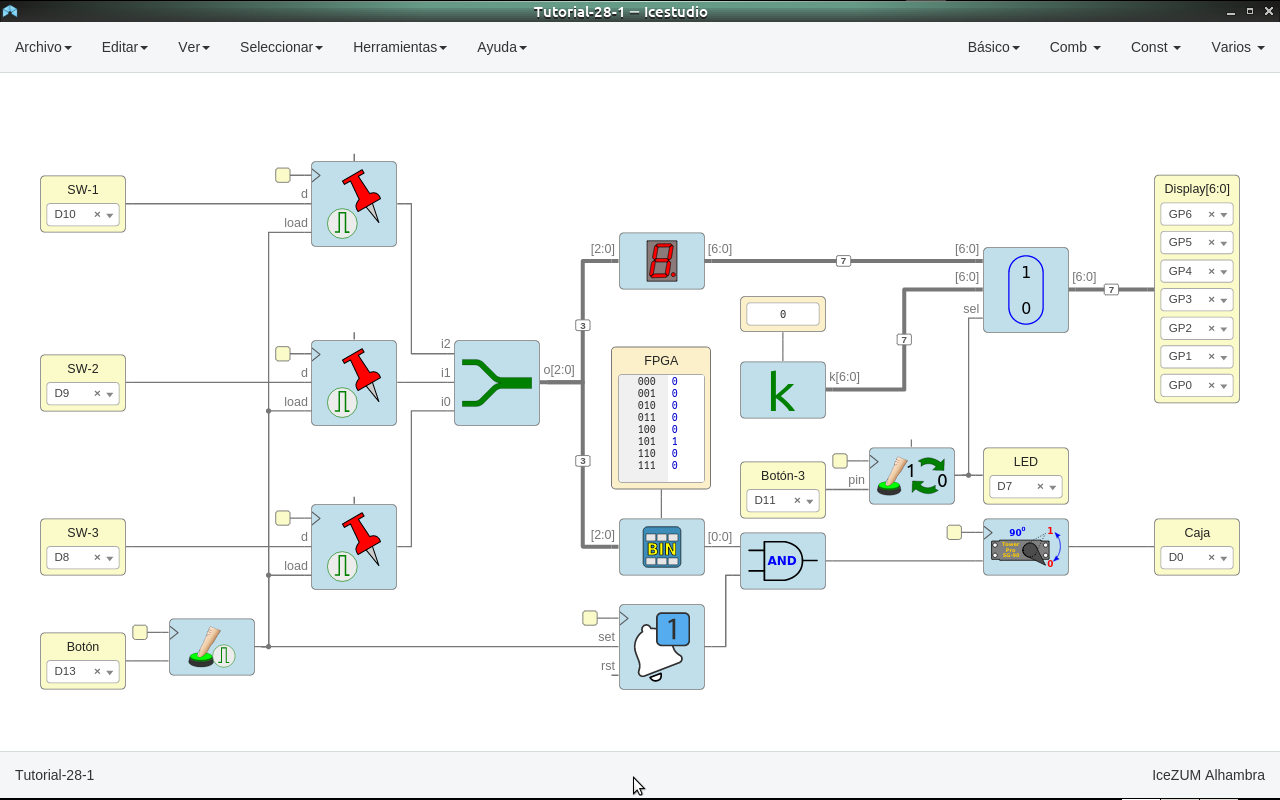 Tutorial-28-1 — Icestudio
Archivo Editar Ver Seleccionar Herramientas Ayuda Básico Comb Const Varios
SW-1
D10 ×
d
load
SW-2
D9 ×
d
load
SW-3
D8 ×
d
load
Botón
D13 ×
i2
i1
i0
o[2:0]
3
3
[2:0]
[6:0]
7
0
k
k[6:0]
7
FPGA
000 0
001 0
010 0
011 0
100 0
101 1
110 0
111 0
[2:0]
BIN
[0:0]
AND
set
rst
1
Botón-3
D11 ×
pin
1 0
LED
D7 ×
[6:0]
[6:0]
sel
1
0
[6:0]
7
Display[6:0]
GP6 ×
GP5 ×
GP4 ×
GP3 ×
GP2 ×
GP1 ×
GP0 ×
90º
1
Tower
Pro
SG-90
0
Caja
D0 ×
Tutorial-28-1 IceZUM Alhambra